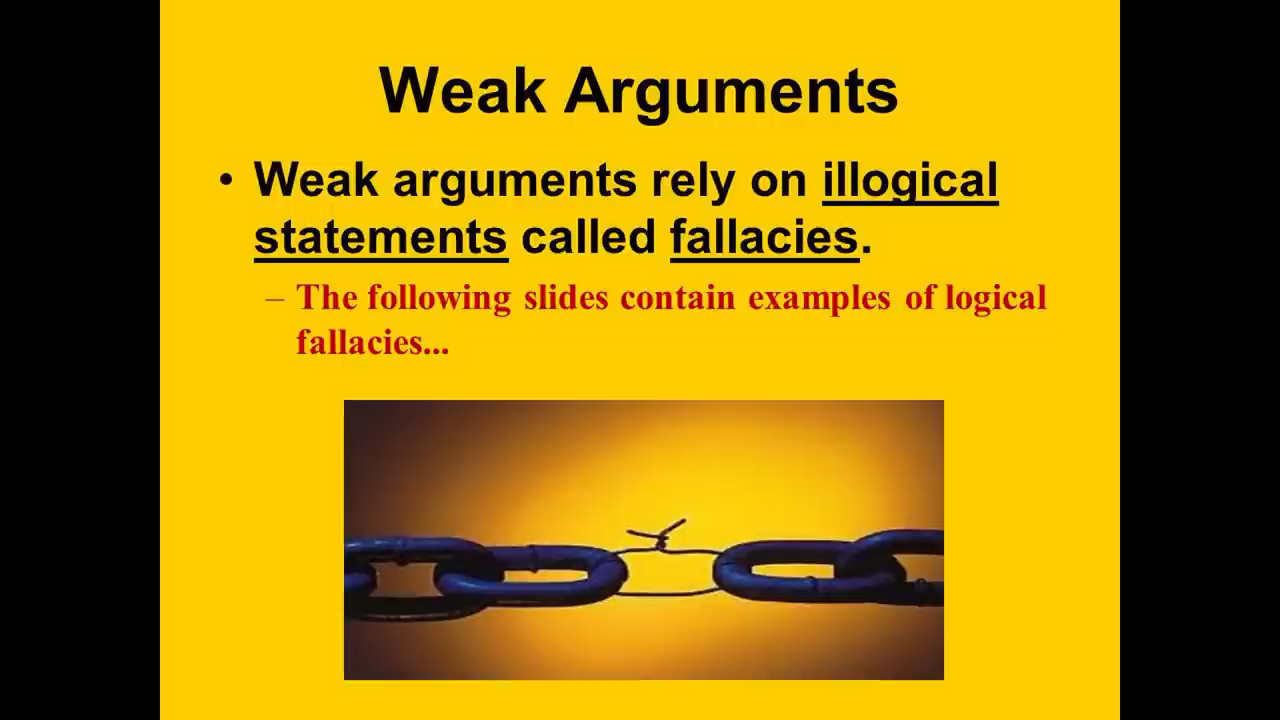 Weak Arguments
• Weak arguments rely on illogical
statements called fallacies.
– The following slides contain examples of logical
fallacies...